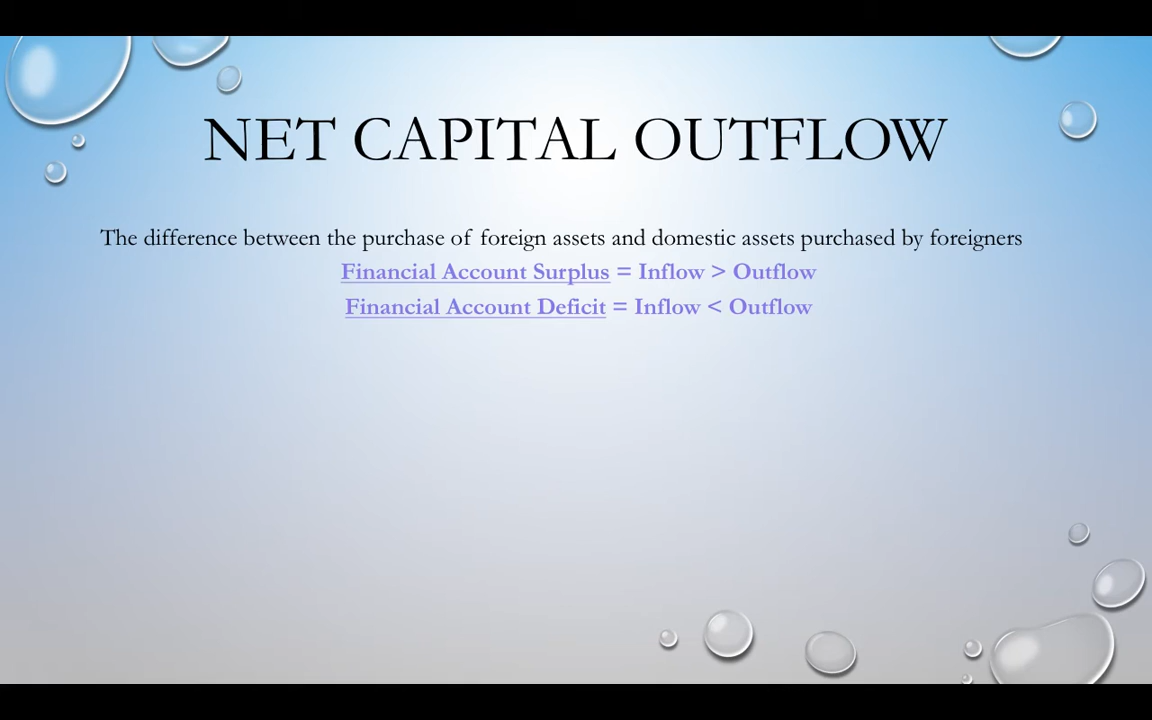 NET CAPITAL OUTFLOW
The difference between the purchase of foreign assets and domestic assets purchased by foreigners
Financial Account Surplus = Inflow > Outflow
Financial Account Deficit = Inflow < Outflow